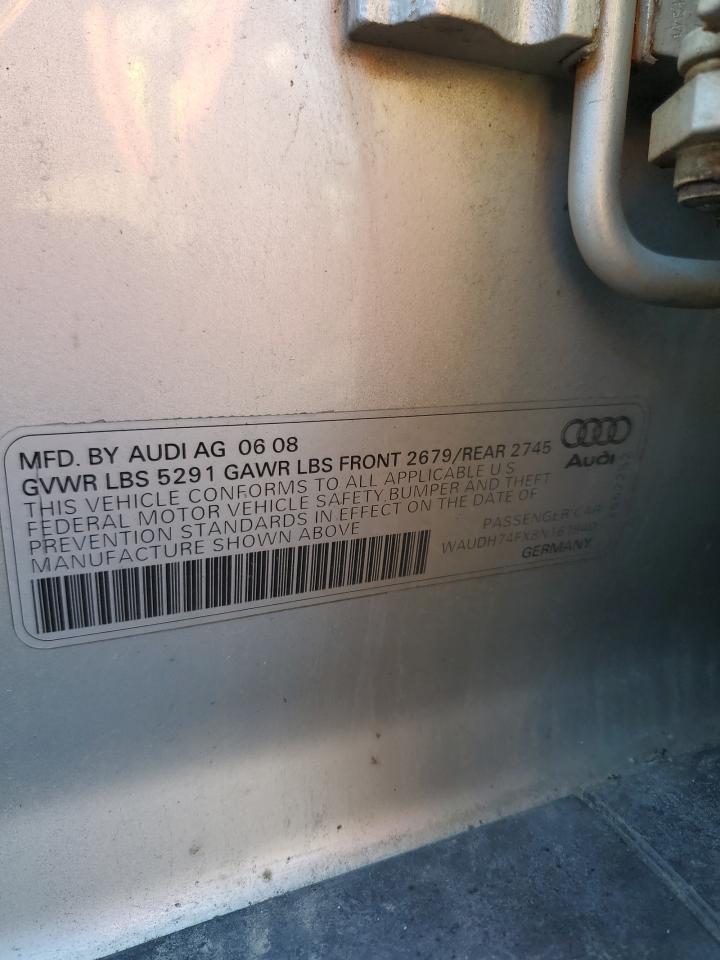 MFD. BY AUDI AG 06 08
GVWR LBS 5291 GAWR LBS FRONT 2679/REAR 2745
THIS VEHICLE CONFORMS TO ALL APPLICABLE U S
FEDERAL MOTOR VEHICLE SAFETY, BUMPER AND THEFT
PREVENTION STANDARDS IN EFFECT ON THE DATE OF
MANUFACTURE SHOWN ABOVE
Audi
PASSENGER CAR
GERMANY